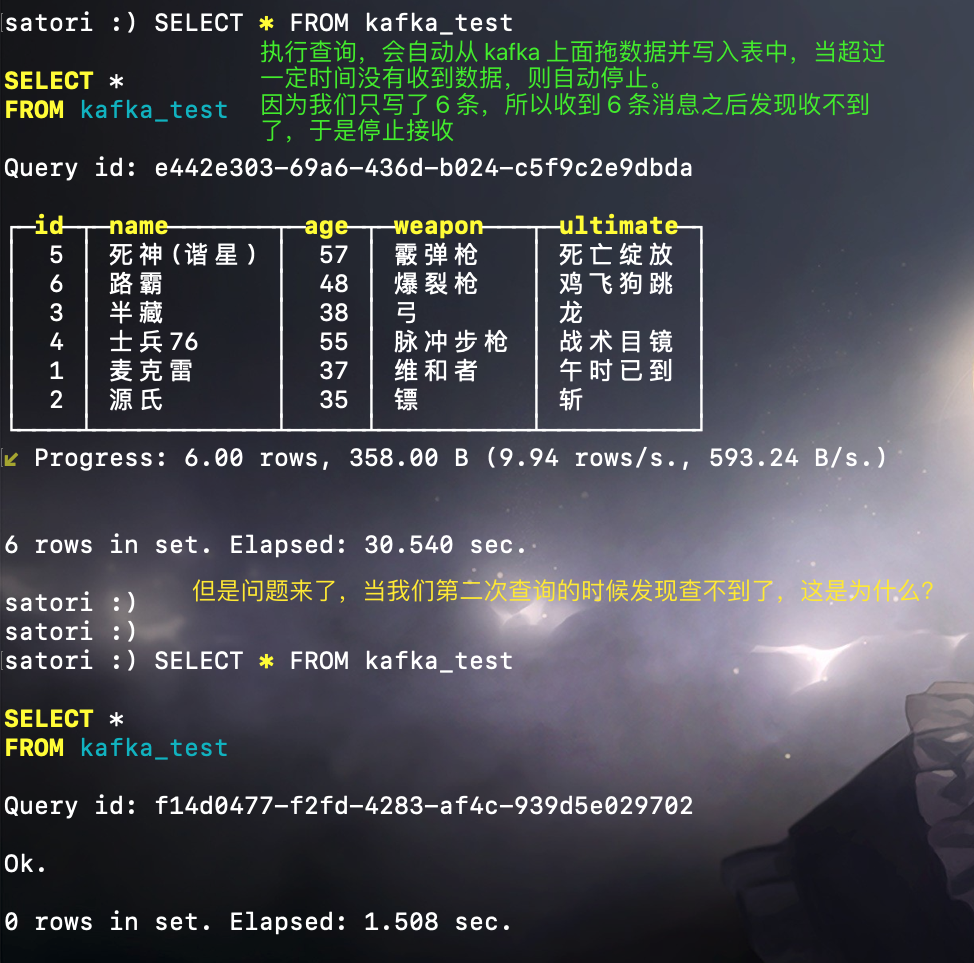 satori :) SELECT * FROM kafka_test
执行查询，会自动从 kafka 上面拖数据并写入表中，当超过
一定时间没有收到数据，则自动停止。
因为我们只写了 6 条，所以收到 6 条消息之后发现收不到
了，于是停止接收
SELECT *
FROM kafka_test
Query id: e442e303-69a6-436d-b024-c5f9c2e9dbda
id name age weapon ultimate
5 死神(谐星) 57 霰弹枪 死亡绽放
6 路霸 48 爆裂枪 鸡飞狗跳
3 半藏 38 弓 龙
4 士兵76 55 脉冲步枪 战术目镜
1 麦克雷 37 维和者 午时已到
2 源氏 35 镖 斩
↙ Progress: 6.00 rows, 358.00 B (9.94 rows/s., 593.24 B/s.)
6 rows in set. Elapsed: 30.540 sec.
但是问题来了，当我们第二次查询的时候发现查不到了，这是为什么?
satori :)
satori :)
satori :) SELECT * FROM kafka_test
SELECT *
FROM kafka_test
Query id: f14d0477-f2fd-4283-af4c-939d5e029702
Ok.
0 rows in set. Elapsed: 1.508 sec.